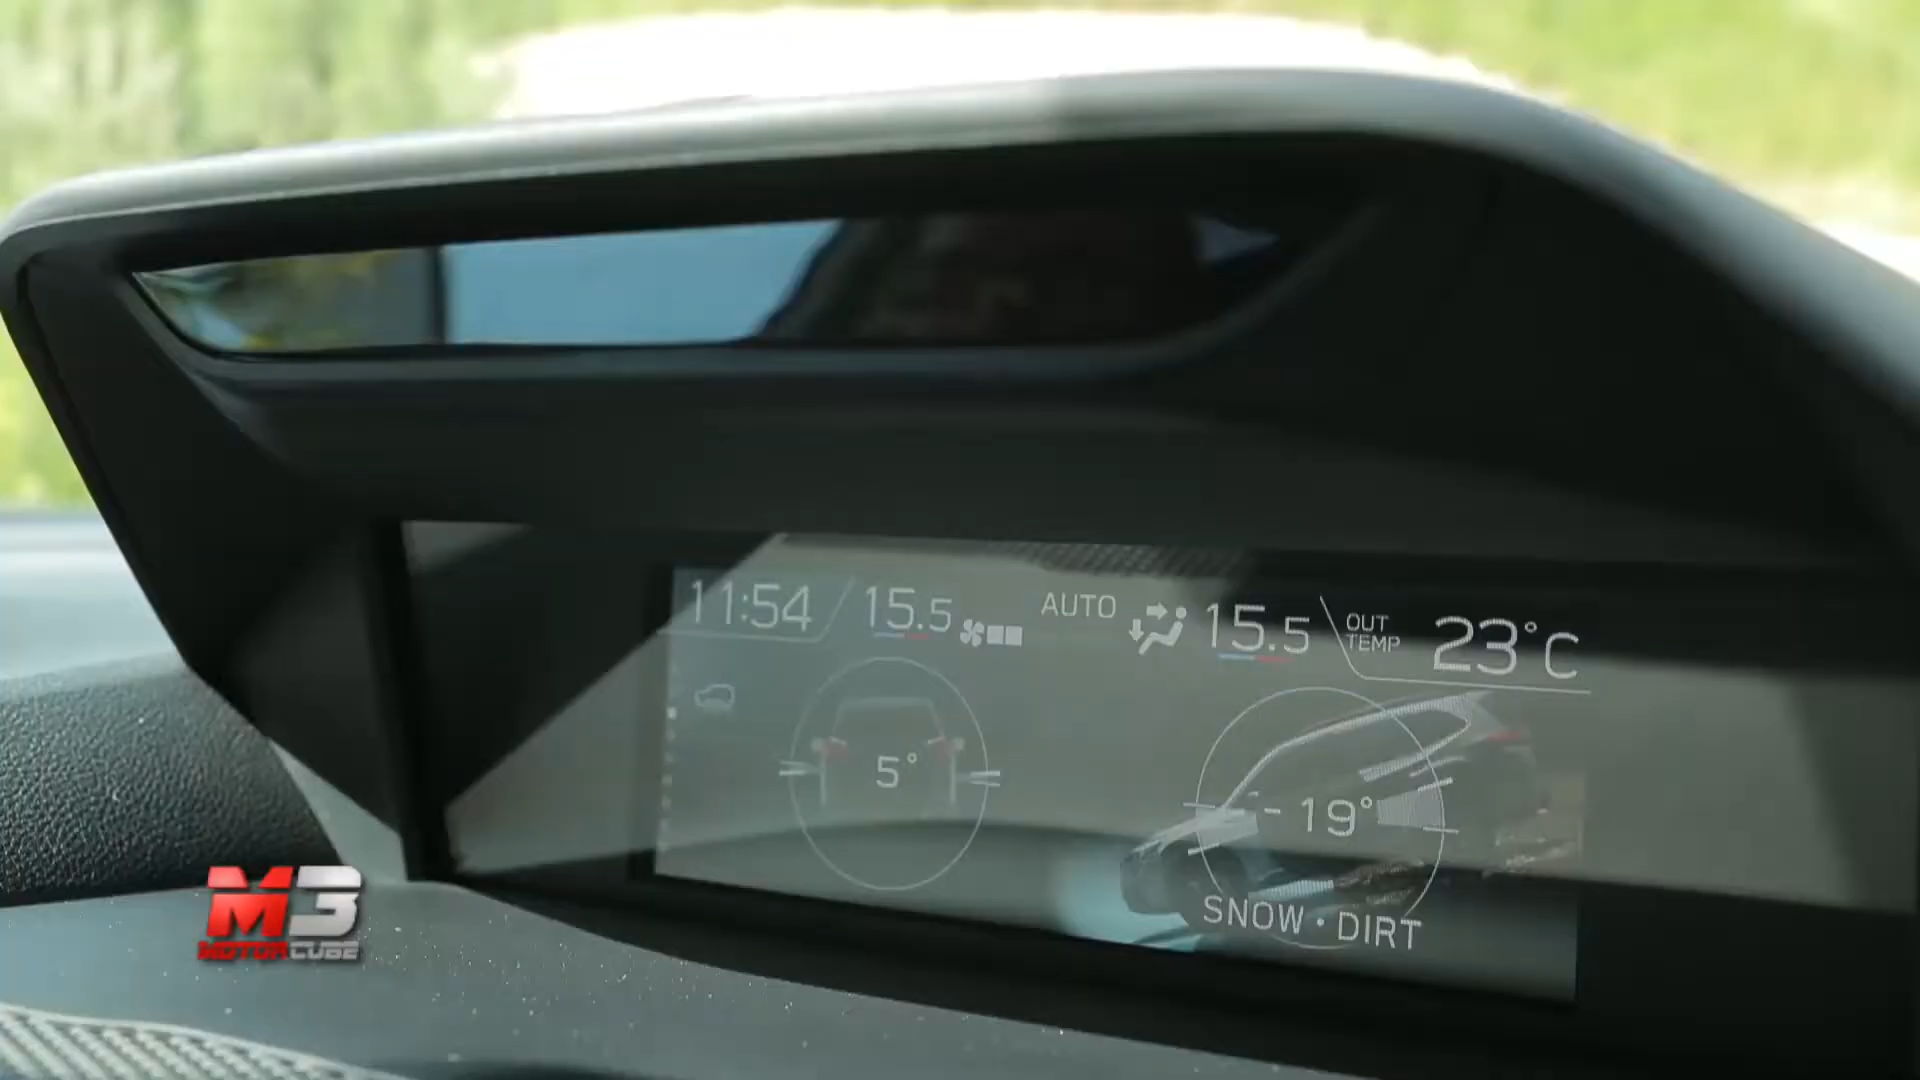 11:54 15.5 AUTO 15.5 OUT TEMP 23°C
5°
- 19°
SNOW · DIRT
M3
MOTORCUBE